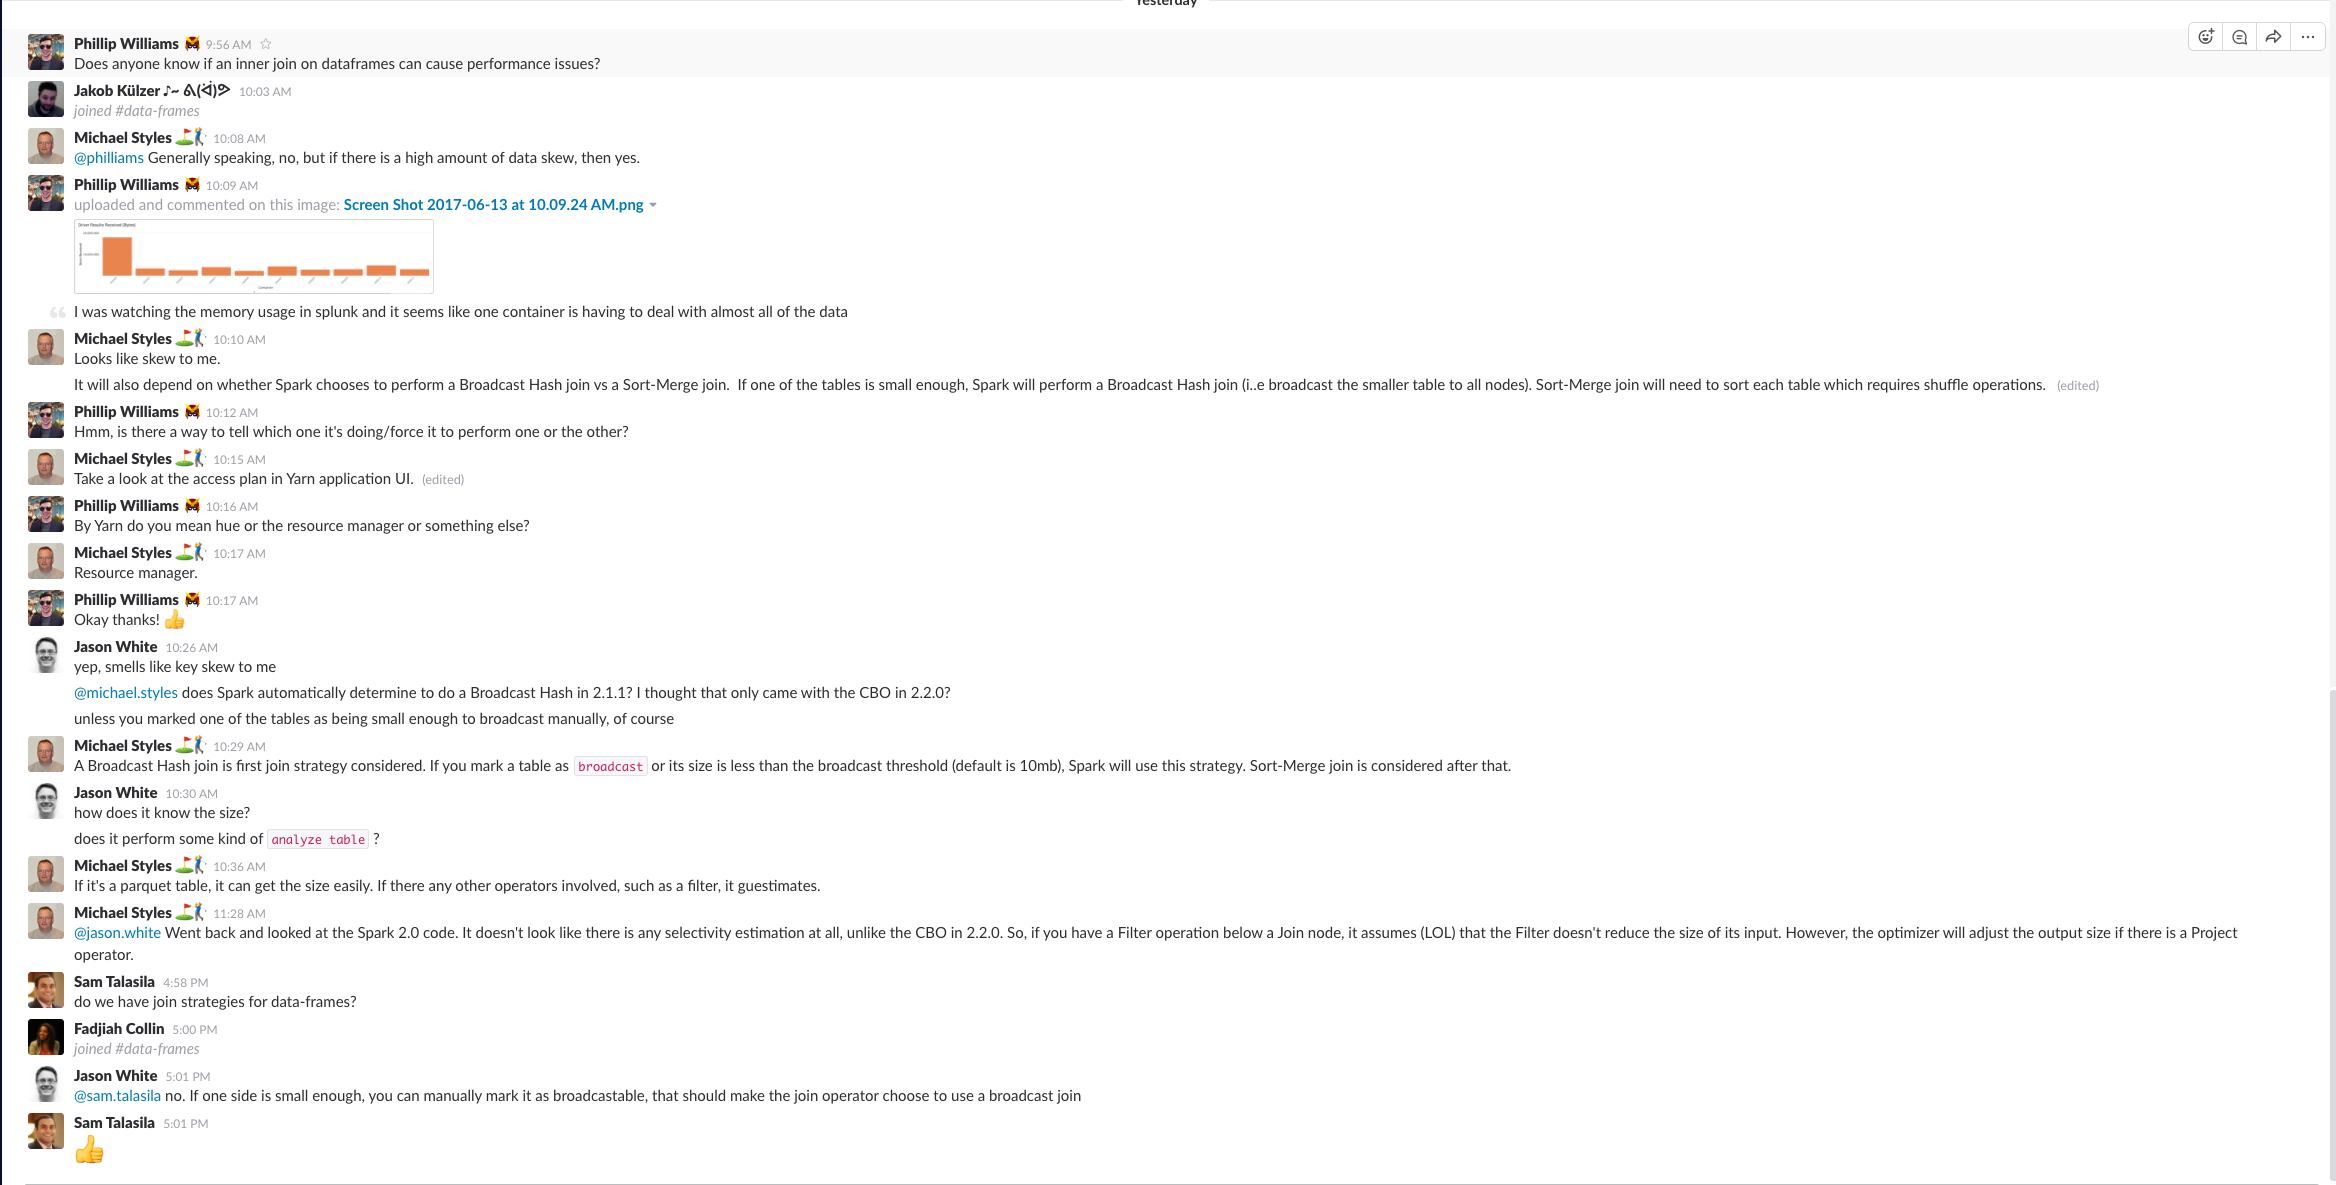 Yesterday
Phillip Williams 9:56 AM
Does anyone know if an inner join on dataframes can cause performance issues?
Jakob Külzer ♪~ ᕕ(ᐛ)ᕗ 10:03 AM
joined #data-frames
Michael Styles 10:08 AM
@philliams Generally speaking, no, but if there is a high amount of data skew, then yes.
Phillip Williams 10:09 AM
uploaded and commented on this image: Screen Shot 2017-06-13 at 10.09.24 AM.png
Driver Results Received (Bytes)
Container
I was watching the memory usage in splunk and it seems like one container is having to deal with almost all of the data
Michael Styles 10:10 AM
Looks like skew to me.
It will also depend on whether Spark chooses to perform a Broadcast Hash join vs a Sort-Merge join. If one of the tables is small enough, Spark will perform a Broadcast Hash join (i..e broadcast the smaller table to all nodes). Sort-Merge join will need to sort each table which requires shuffle operations. (edited)
Phillip Williams 10:12 AM
Hmm, is there a way to tell which one it's doing/force it to perform one or the other?
Michael Styles 10:15 AM
Take a look at the access plan in Yarn application UI. (edited)
Phillip Williams 10:16 AM
By Yarn do you mean hue or the resource manager or something else?
Michael Styles 10:17 AM
Resource manager.
Phillip Williams 10:17 AM
Okay thanks! 👍
Jason White 10:26 AM
yep, smells like key skew to me
@michael.styles does Spark automatically determine to do a Broadcast Hash in 2.1.1? I thought that only came with the CBO in 2.2.0?
unless you marked one of the tables as being small enough to broadcast manually, of course
Michael Styles 10:29 AM
A Broadcast Hash join is first join strategy considered. If you mark a table as broadcast or its size is less than the broadcast threshold (default is 10mb), Spark will use this strategy. Sort-Merge join is considered after that.
Jason White 10:30 AM
how does it know the size?
does it perform some kind of analyze table ?
Michael Styles 10:36 AM
If it's a parquet table, it can get the size easily. If there any other operators involved, such as a filter, it guestimates.
Michael Styles 11:28 AM
@jason.white Went back and looked at the Spark 2.0 code. It doesn't look like there is any selectivity estimation at all, unlike the CBO in 2.2.0. So, if you have a Filter operation below a Join node, it assumes (LOL) that the Filter doesn't reduce the size of its input. However, the optimizer will adjust the output size if there is a Project
operator.
Sam Talasila 4:58 PM
do we have join strategies for data-frames?
Fadjiah Collin 5:00 PM
joined #data-frames
Jason White 5:01 PM
@sam.talasila no. If one side is small enough, you can manually mark it as broadcastable, that should make the join operator choose to use a broadcast join
Sam Talasila 5:01 PM
👍